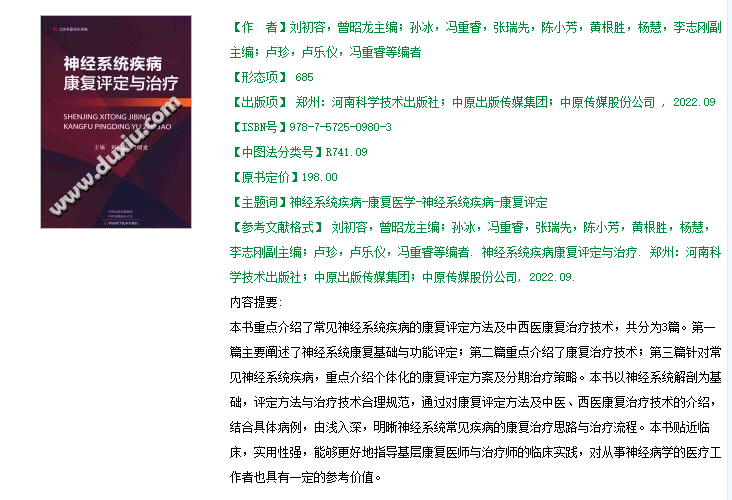 神经系统疾病
康复评定与治疗
SHENJING XITONG JIBING
KANGFU PINGDING YU ZHILIAO
www.duxiu.com
【作　者】刘初容，曾昭龙主编；孙冰，冯重睿，张瑞先，陈小芳，黄根胜，杨慧，李志刚副
主编；卢珍，卢乐仪，冯重睿等编者
【形态项】 685
【出版项】 郑州：河南科学技术出版社；中原出版传媒集团；中原传媒股份公司 , 2022.09
【ISBN号】978-7-5725-0980-3
【中图法分类号】R741.09
【原书定价】198.00
【主题词】神经系统疾病-康复医学-神经系统疾病-康复评定
【参考文献格式】 刘初容，曾昭龙主编；孙冰，冯重睿，张瑞先，陈小芳，黄根胜，杨慧，
李志刚副主编；卢珍，卢乐仪，冯重睿等编者. 神经系统疾病康复评定与治疗. 郑州：河南科
学技术出版社；中原出版传媒集团；中原传媒股份公司, 2022.09.
内容提要:
本书重点介绍了常见神经系统疾病的康复评定方法及中西医康复治疗技术，共分为3篇。第一
篇主要阐述了神经系统康复基础与功能评定；第二篇重点介绍了康复治疗技术；第三篇针对常
见神经系统疾病，重点介绍个体化的康复评定方案及分期治疗策略。本书以神经系统解剖为基
础，评定方法与治疗技术合理规范，通过对康复评定方法及中医、西医康复治疗技术的介绍，
结合具体病例，由浅入深，明晰神经系统常见疾病的康复治疗思路与治疗流程。本书贴近临
床，实用性强，能够更好地指导基层康复医师与治疗师的临床实践，对从事神经病学的医疗工
作者也具有一定的参考价值。